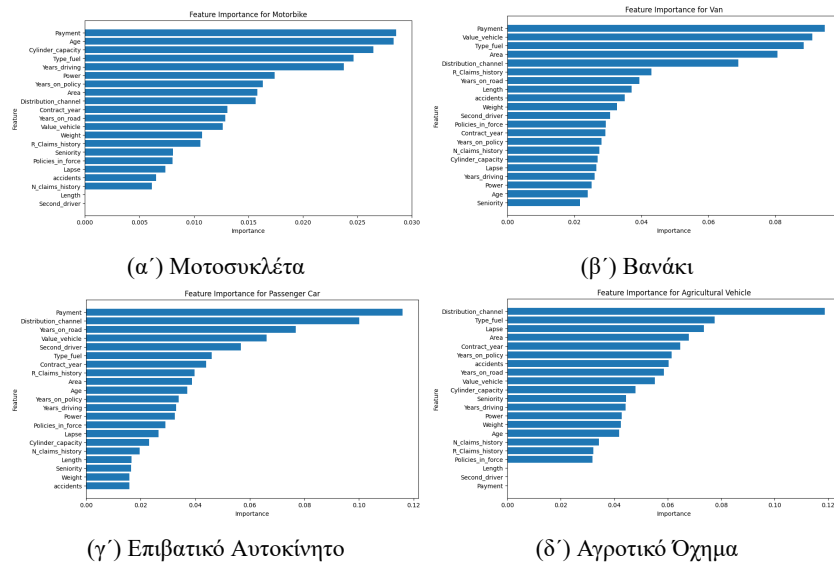 Feature Importance for Motorbike
Feature
Payment
Age
Cylinder_capacity
Type_fuel
Years_driving
Power
Years_on_policy
Area
Distribution_channel
Contract_year
Years_on_road
Value_vehicle
Weight
R_Claims_history
Seniority
Policies_in_force
Lapse
accidents
N_claims_history
Length
Second_driver
0.000 0.005 0.010 0.015 0.020 0.025 0.030
Importance
(α΄) Μοτοσυκλέτα
Feature Importance for Van
Feature
Payment
Value_vehicle
Type_fuel
Area
Distribution_channel
R_Claims_history
Years_on_road
Length
accidents
Weight
Second_driver
Policies_in_force
Contract_year
Years_on_policy
N_claims_history
Cylinder_capacity
Lapse
Years_driving
Power
Age
Seniority
0.00 0.02 0.04 0.06 0.08
Importance
(β΄) Βανάκι
Feature Importance for Passenger Car
Feature
Payment
Distribution_channel
Years_on_road
Value_vehicle
Second_driver
Type_fuel
Contract_year
R_Claims_history
Area
Age
Years_on_policy
Years_driving
Power
Policies_in_force
Lapse
Cylinder_capacity
N_claims_history
Length
Seniority
Weight
accidents
0.00 0.02 0.04 0.06 0.08 0.10 0.12
Importance
(γ΄) Επιβατικό Αυτοκίνητο
Feature Importance for Agricultural Vehicle
Feature
Distribution_channel
Type_fuel
Lapse
Area
Contract_year
Years_on_policy
accidents
Years_on_road
Value_vehicle
Cylinder_capacity
Seniority
Years_driving
Power
Weight
Age
N_claims_history
R_Claims_history
Policies_in_force
Length
Second_driver
Payment
0.00 0.02 0.04 0.06 0.08 0.10 0.12
Importance
(δ΄) Αγροτικό Όχημα